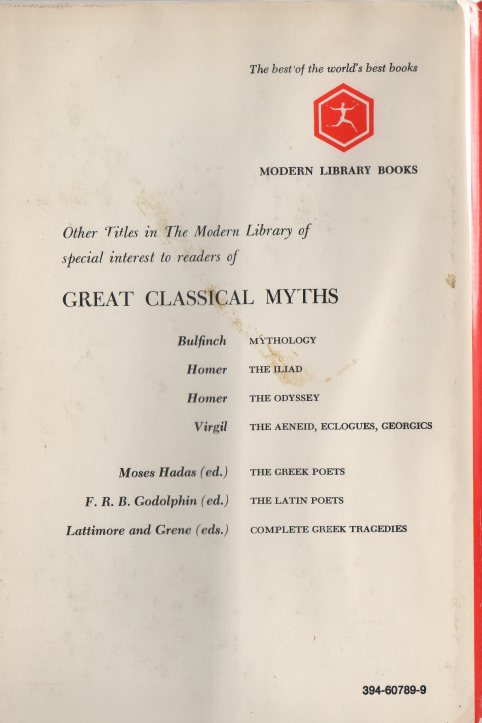 The best of the world's best books
MODERN LIBRARY BOOKS
Other Titles in The Modern Library of
special interest to readers of
GREAT CLASSICAL MYTHS
Bulfinch MYTHOLOGY
Homer THE ILIAD
Homer THE ODYSSEY
Virgil THE AENEID, ECLOGUES, GEORGICS
Moses Hadas (ed.) THE GREEK POETS
F. R. B. Godolphin (ed.) THE LATIN POETS
Lattimore and Grene (eds.) COMPLETE GREEK TRAGEDIES
394-60789-9